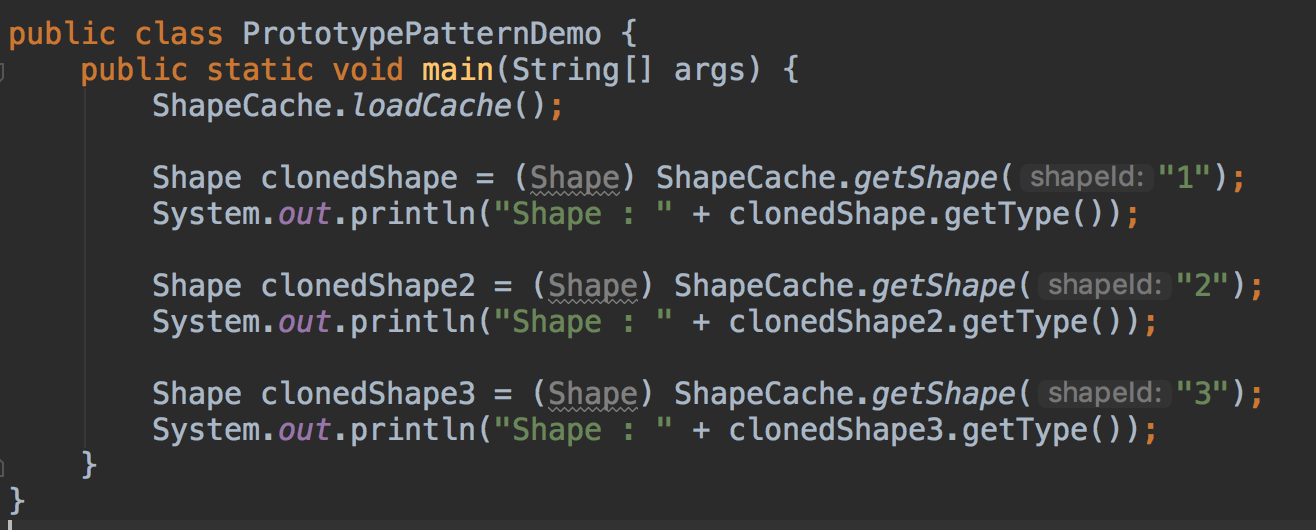 public class PrototypePatternDemo {
public static void main(String[] args) {
ShapeCache.loadCache();
Shape clonedShape = (Shape) ShapeCache.getShape( shapeId: "1");
System.out.println("Shape : " + clonedShape.getType());
Shape clonedShape2 = (Shape) ShapeCache.getShape( shapeId: "2");
System.out.println("Shape : " + clonedShape2.getType());
Shape clonedShape3 = (Shape) ShapeCache.getShape( shapeId: "3");
System.out.println("Shape : " + clonedShape3.getType());
}
}